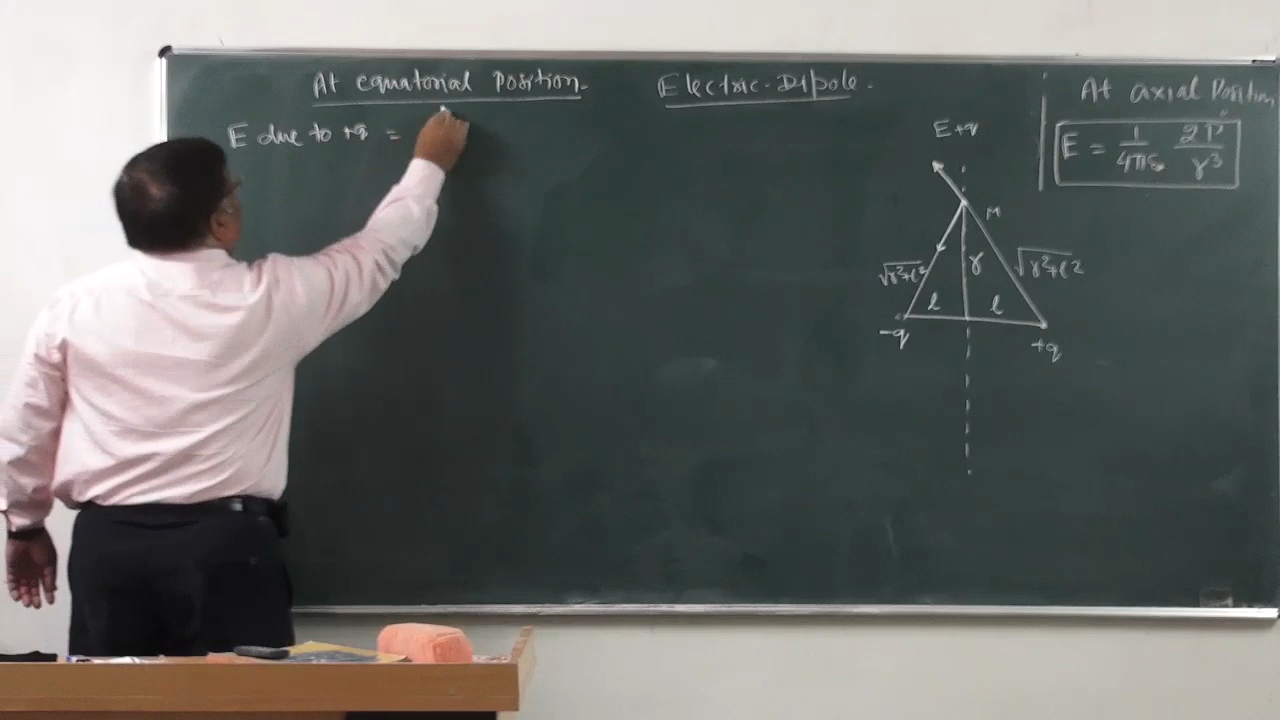 At equatorial Position.
Electric-Dipole.
At axial Position
E = 1/4πε₀ 2P/r³
E due to +q =
E+q
M
√r²+l²
r
√r²+l²
l
l
-q
+q